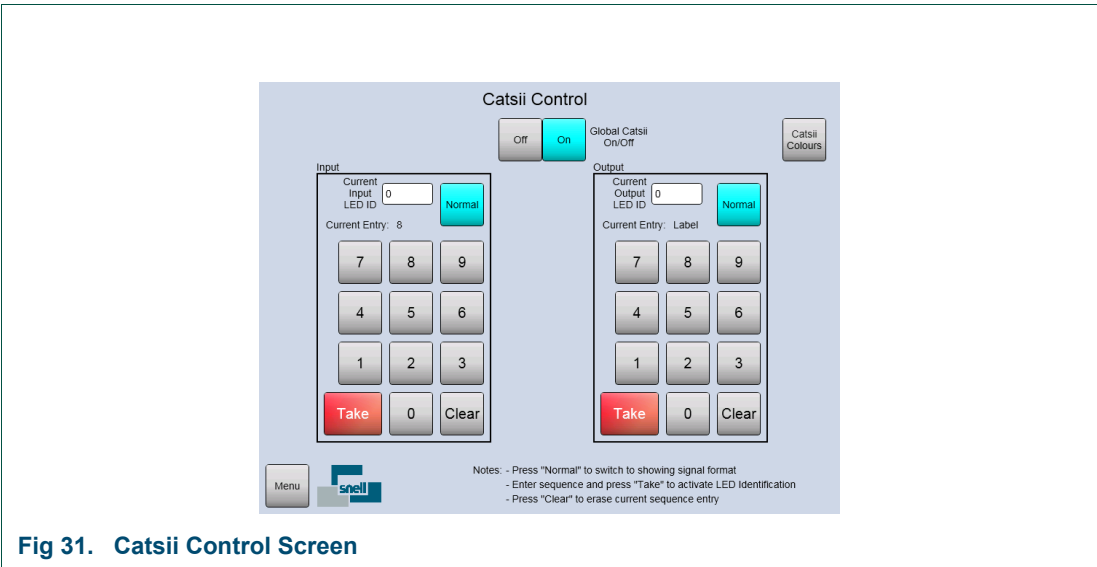 Catsii Control
Off On Global Catsii
On/Off
Catsii
Colours
Input
Current
Input
LED ID
0
Normal
Current Entry: 8
7 8 9
4 5 6
1 2 3
Take 0 Clear
Output
Current
Output
LED ID
0
Normal
Current Entry: Label
7 8 9
4 5 6
1 2 3
Take 0 Clear
Menu
snell
Notes: - Press "Normal" to switch to showing signal format
- Enter sequence and press "Take" to activate LED Identification
- Press "Clear" to erase current sequence entry
Fig 31. Catsii Control Screen